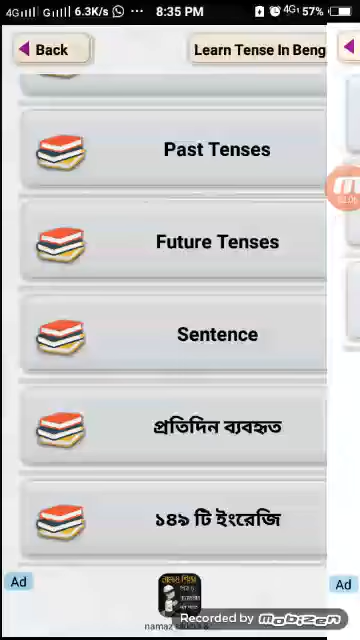 4G G 6.3K/s ... 8:35 PM 4G 57%
Back
Learn Tense In Beng
Past Tenses
Future Tenses
Sentence
প্রতিদিন ব্যবহৃত
১৪৯ টি ইংরেজি
Ad
Ad
namaz
Recorded by mobizen